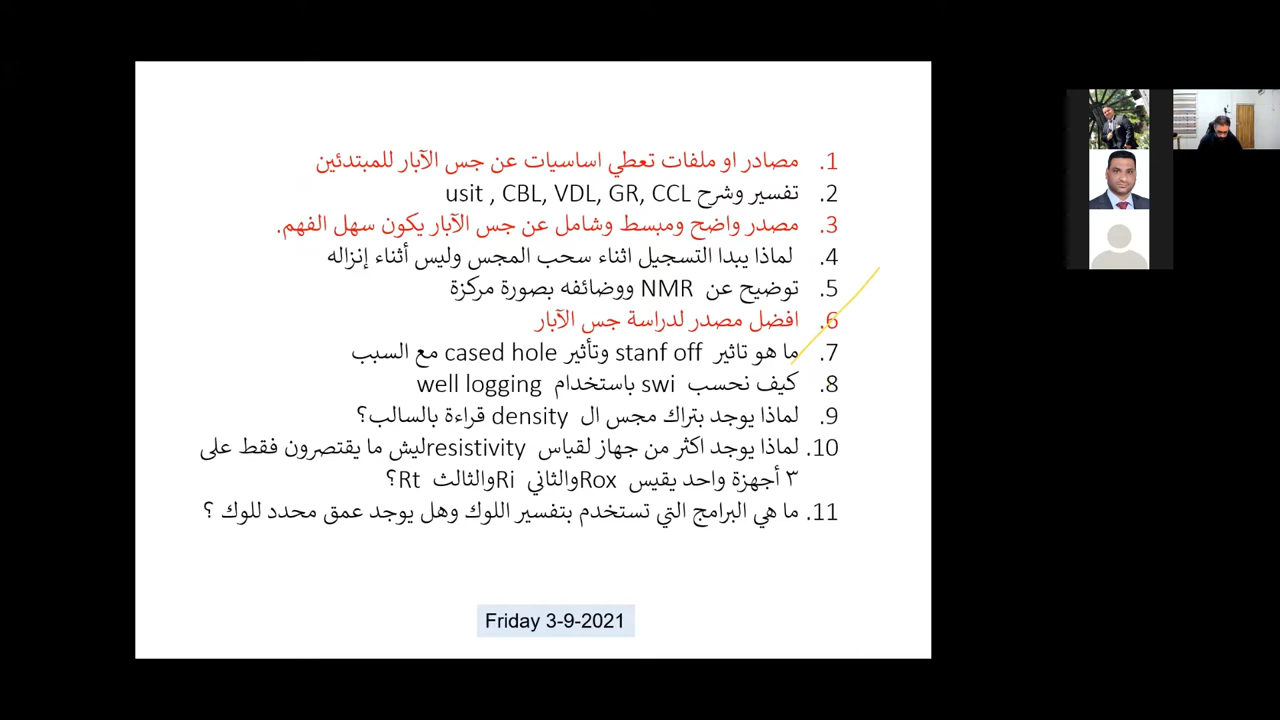 1. مصادر او ملفات تعطي اساسيات عن جس الآبار للمبتدئين
2. تفسير وشرح usit , CBL, VDL, GR, CCL
3. مصدر واضح ومبسط وشامل عن جس الآبار يكون سهل الفهم.
4. لماذا يبدا التسجيل اثناء سحب المجس وليس أثناء إنزاله
5. توضيح عن NMR ووضائفه بصورة مركزة
6. افضل مصدر لدراسة جس الآبار
7. ما هو تاثير stanf off وتأثير cased hole مع السبب
8. كيف نحسب swi باستخدام well logging
9. لماذا يوجد بتراك مجس ال density قراءة بالسالب؟
10. لماذا يوجد اكثر من جهاز لقياس resistivityليش ما يقتصرون فقط على
٣ أجهزة واحد يقيس Roxوالثاني Riوالثالث Rt؟
11. ما هي البرامج التي تستخدم بتفسير اللوك وهل يوجد عمق محدد للوك ؟
Friday 3-9-2021